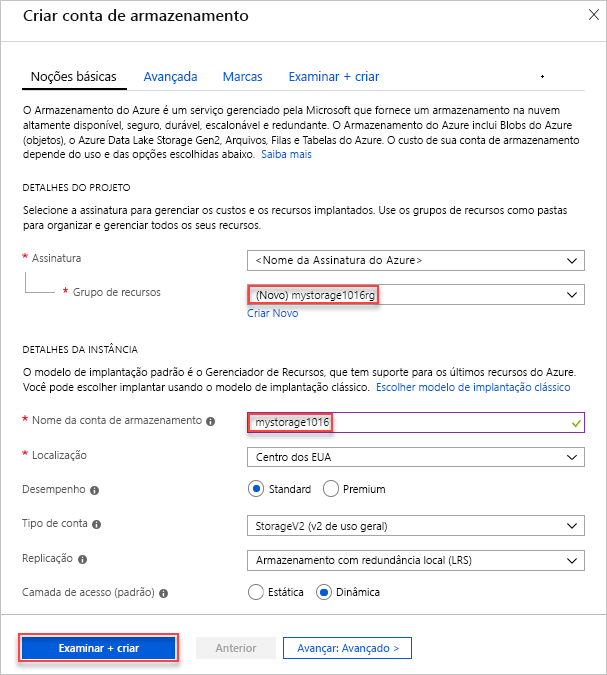 Criar conta de armazenamento
Noções básicas
Avançada
Marcas
Examinar + criar
O Armazenamento do Azure é um serviço gerenciado pela Microsoft que fornece um armazenamento na nuvem
altamente disponível, seguro, durável, escalonável e redundante. O Armazenamento do Azure inclui Blobs do Azure
(objetos), o Azure Data Lake Storage Gen2, Arquivos, Filas e Tabelas do Azure. O custo de sua conta de armazenamento
depende do uso e das opções escolhidas abaixo. Saiba mais
DETALHES DO PROJETO
Selecione a assinatura para gerenciar os custos e os recursos implantados. Use os grupos de recursos como pastas
para organizar e gerenciar todos os seus recursos.
* Assinatura
<Nome da Assinatura do Azure>
* Grupo de recursos
(Novo) mystorage1016rg
Criar Novo
DETALHES DA INSTÂNCIA
O modelo de implantação padrão é o Gerenciador de Recursos, que tem suporte para os últimos recursos do Azure.
Você pode escolher implantar usando o modelo de implantação clássico. Escolher modelo de implantação clássico
* Nome da conta de armazenamento
mystorage1016
* Localização
Centro dos EUA
Desempenho
Standard
Premium
Tipo de conta
StorageV2 (v2 de uso geral)
Replicação
Armazenamento com redundância local (LRS)
Camada de acesso (padrão)
Estática
Dinâmica
Examinar + criar
Anterior
Avançar: Avançado >